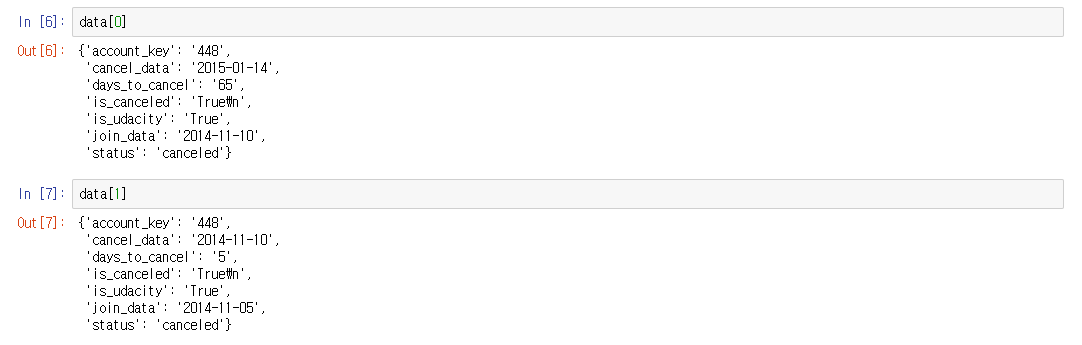 In [6]: data[0]
Out[6]: {'account_key': '448',
'cancel_data': '2015-01-14',
'days_to_cancel': '65',
'is_canceled': 'True₩n',
'is_udacity': 'True',
'join_data': '2014-11-10',
'status': 'canceled'}
In [7]: data[1]
Out[7]: {'account_key': '448',
'cancel_data': '2014-11-10',
'days_to_cancel': '5',
'is_canceled': 'True₩n',
'is_udacity': 'True',
'join_data': '2014-11-05',
'status': 'canceled'}